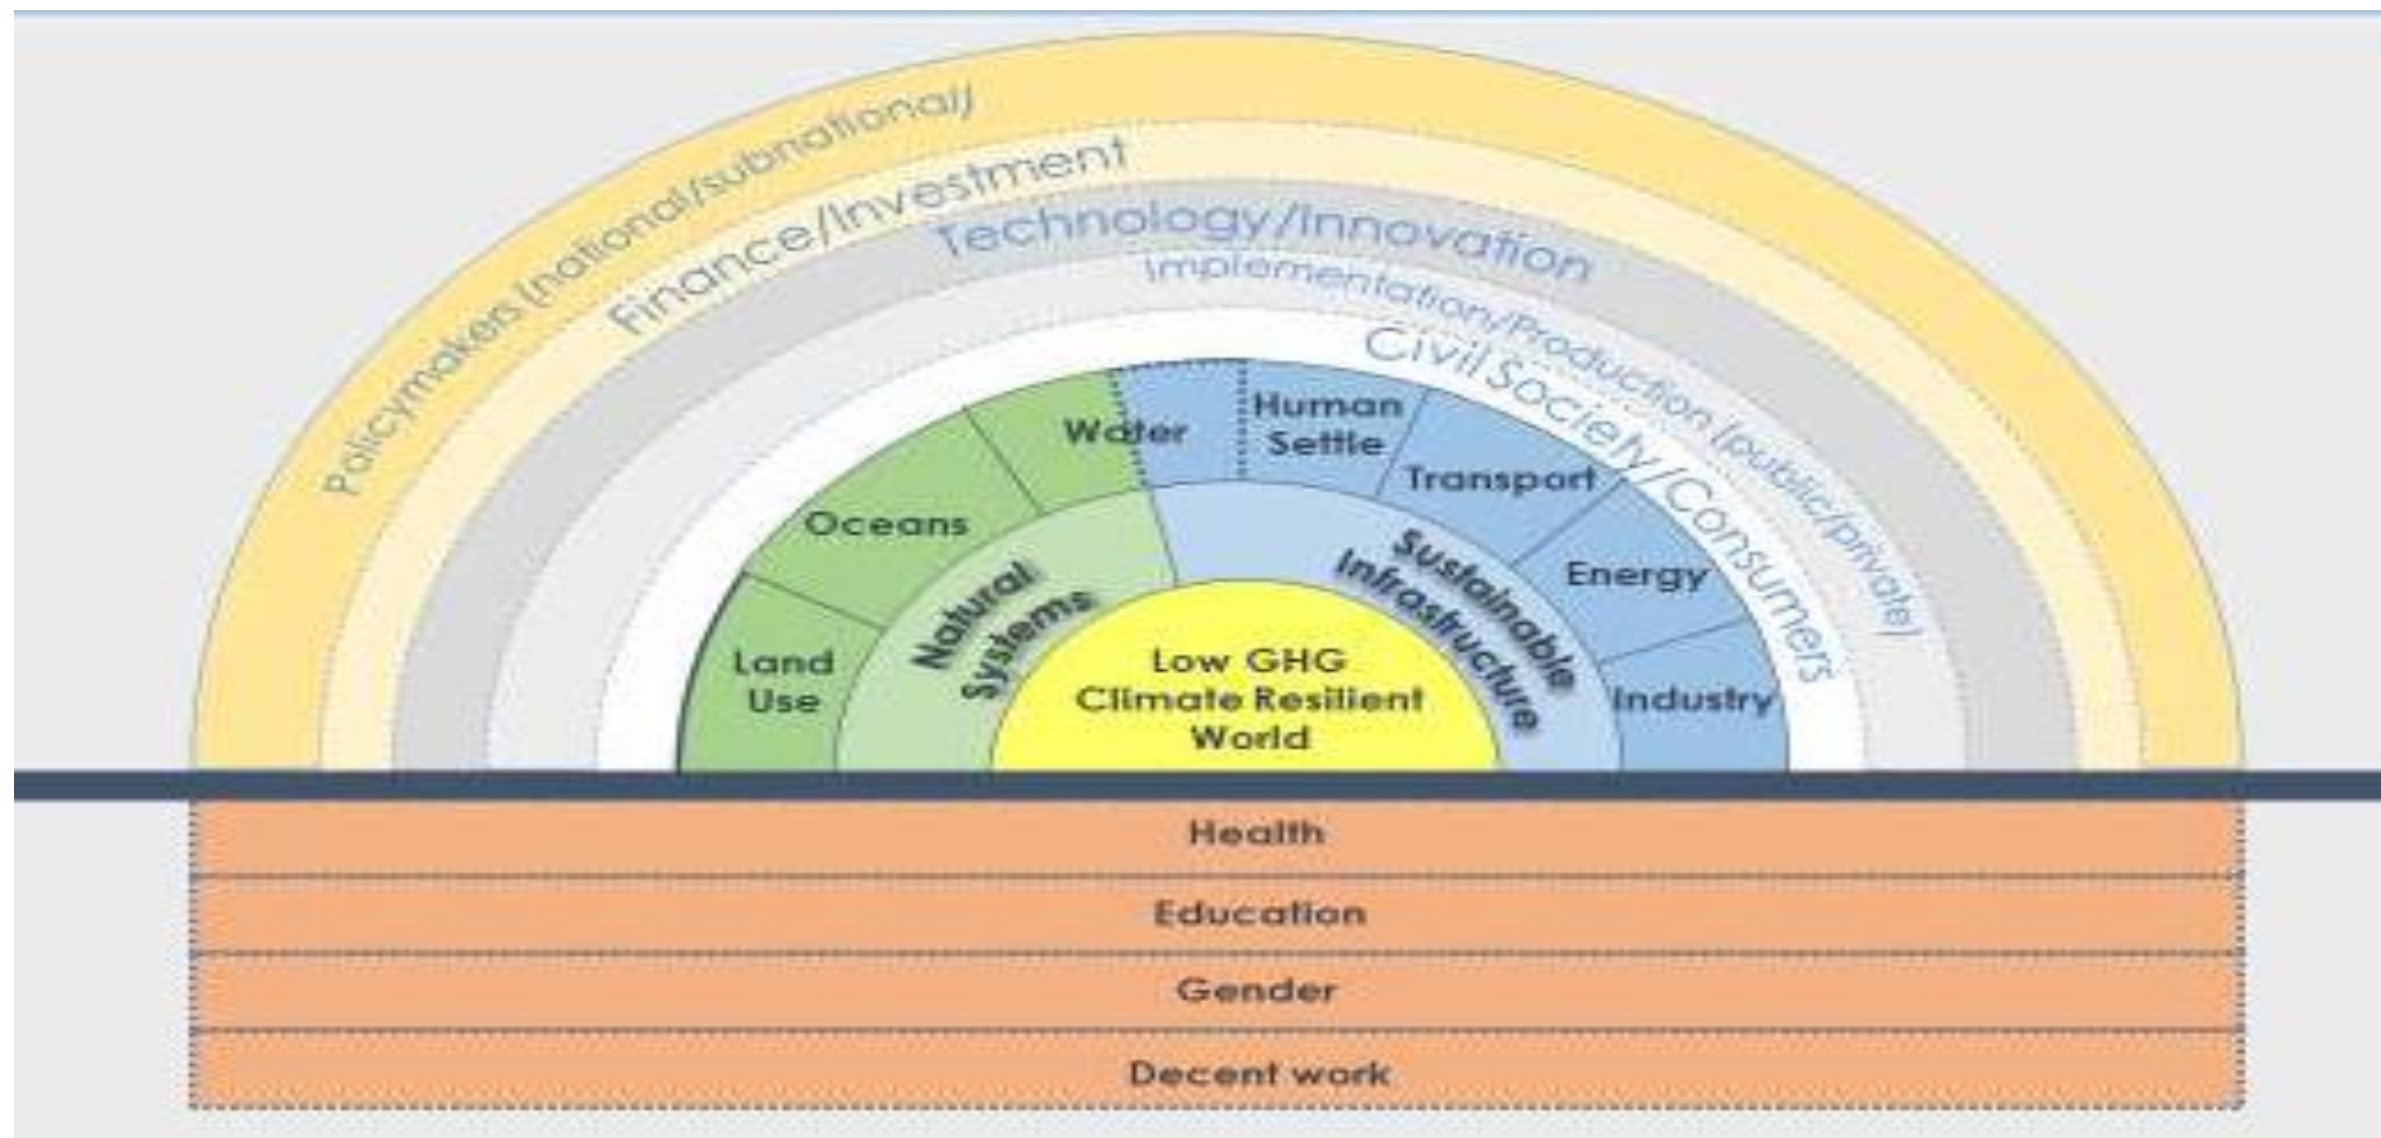 Policymakers (national/subnational)
Finance/Investment
Technology/Innovation
Implementation/Production (public/private)
Civil Society/Consumers
Water
Human
Settle
Transport
Oceans
Energy
Natural
Systems
Sustainable
Infrastructure
Land
Use
Industry
Low GHG
Climate Resilient
World
Health
Education
Gender
Decent work